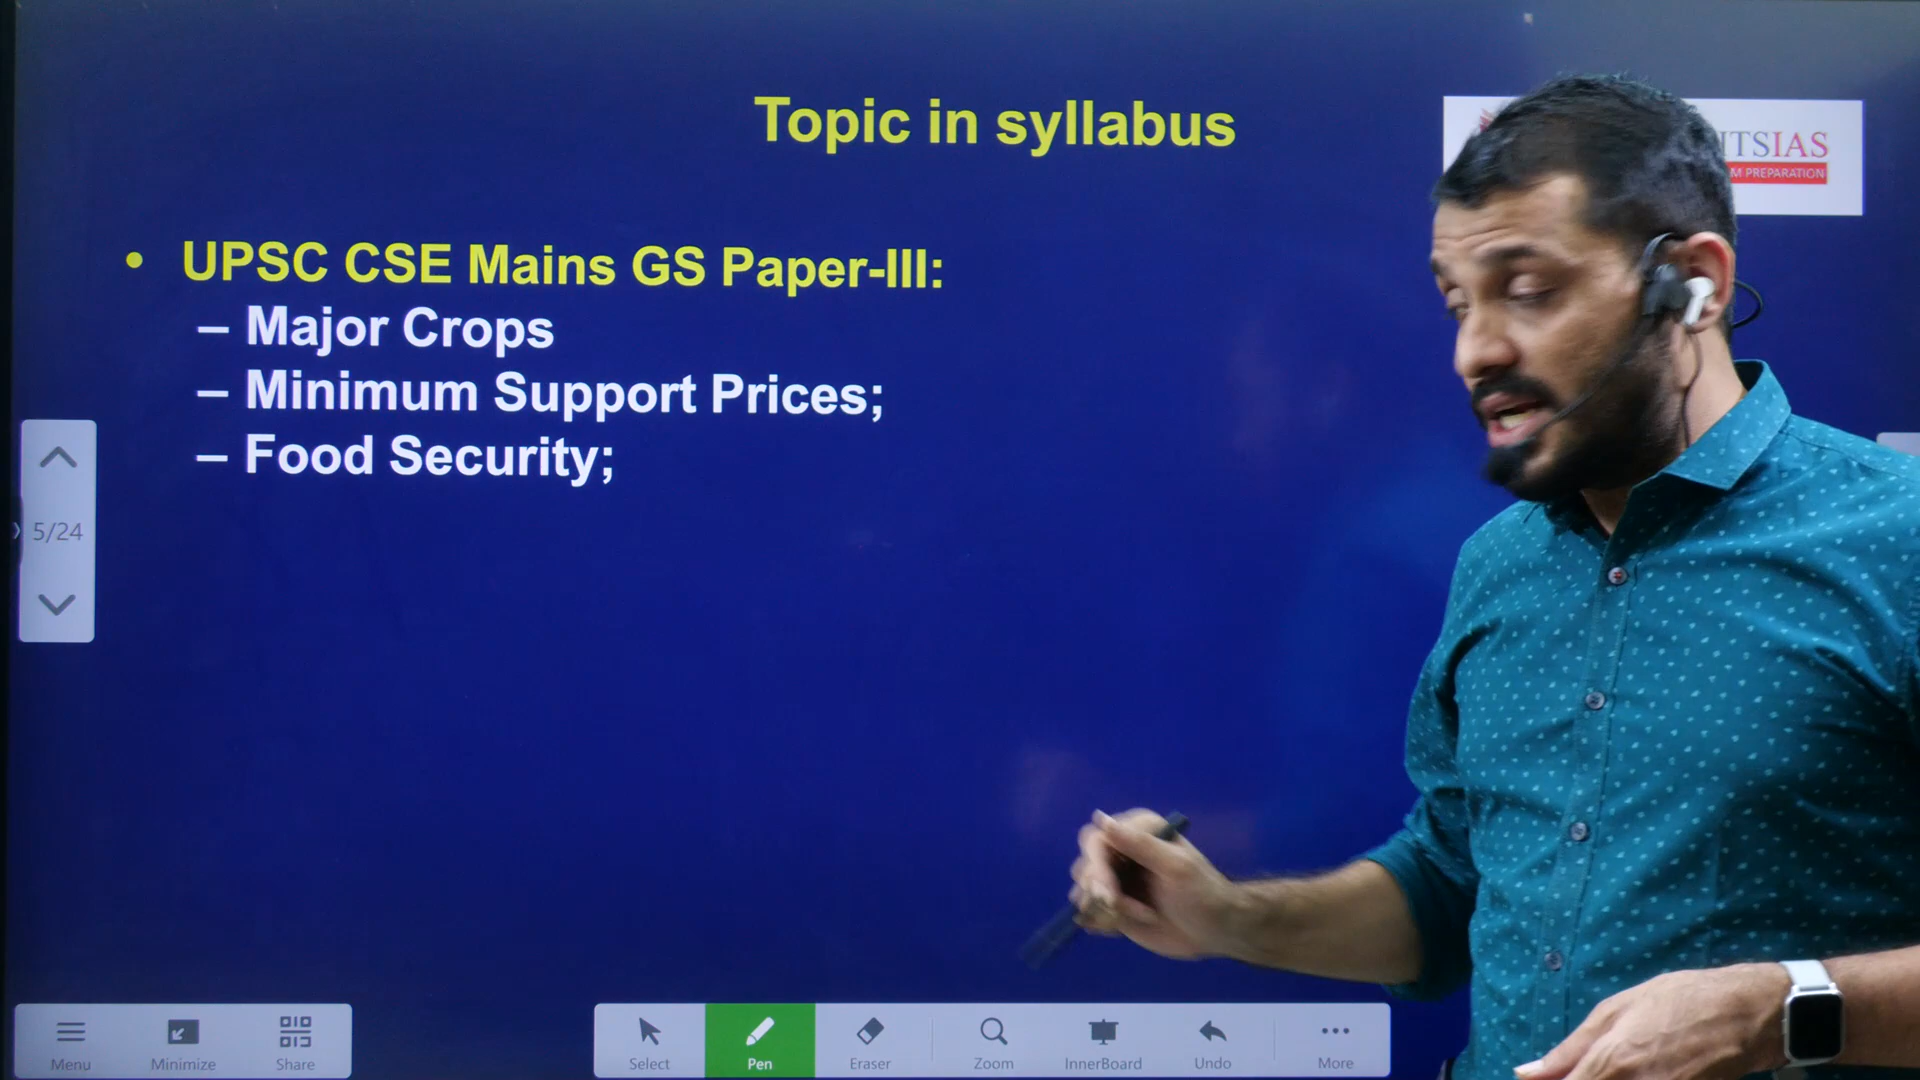 Topic in syllabus
ITSIAS
M PREPARATION
• UPSC CSE Mains GS Paper-III:
– Major Crops
– Minimum Support Prices;
– Food Security;
5/24
Menu Minimize Share
Select Pen Eraser Zoom InnerBoard Undo More